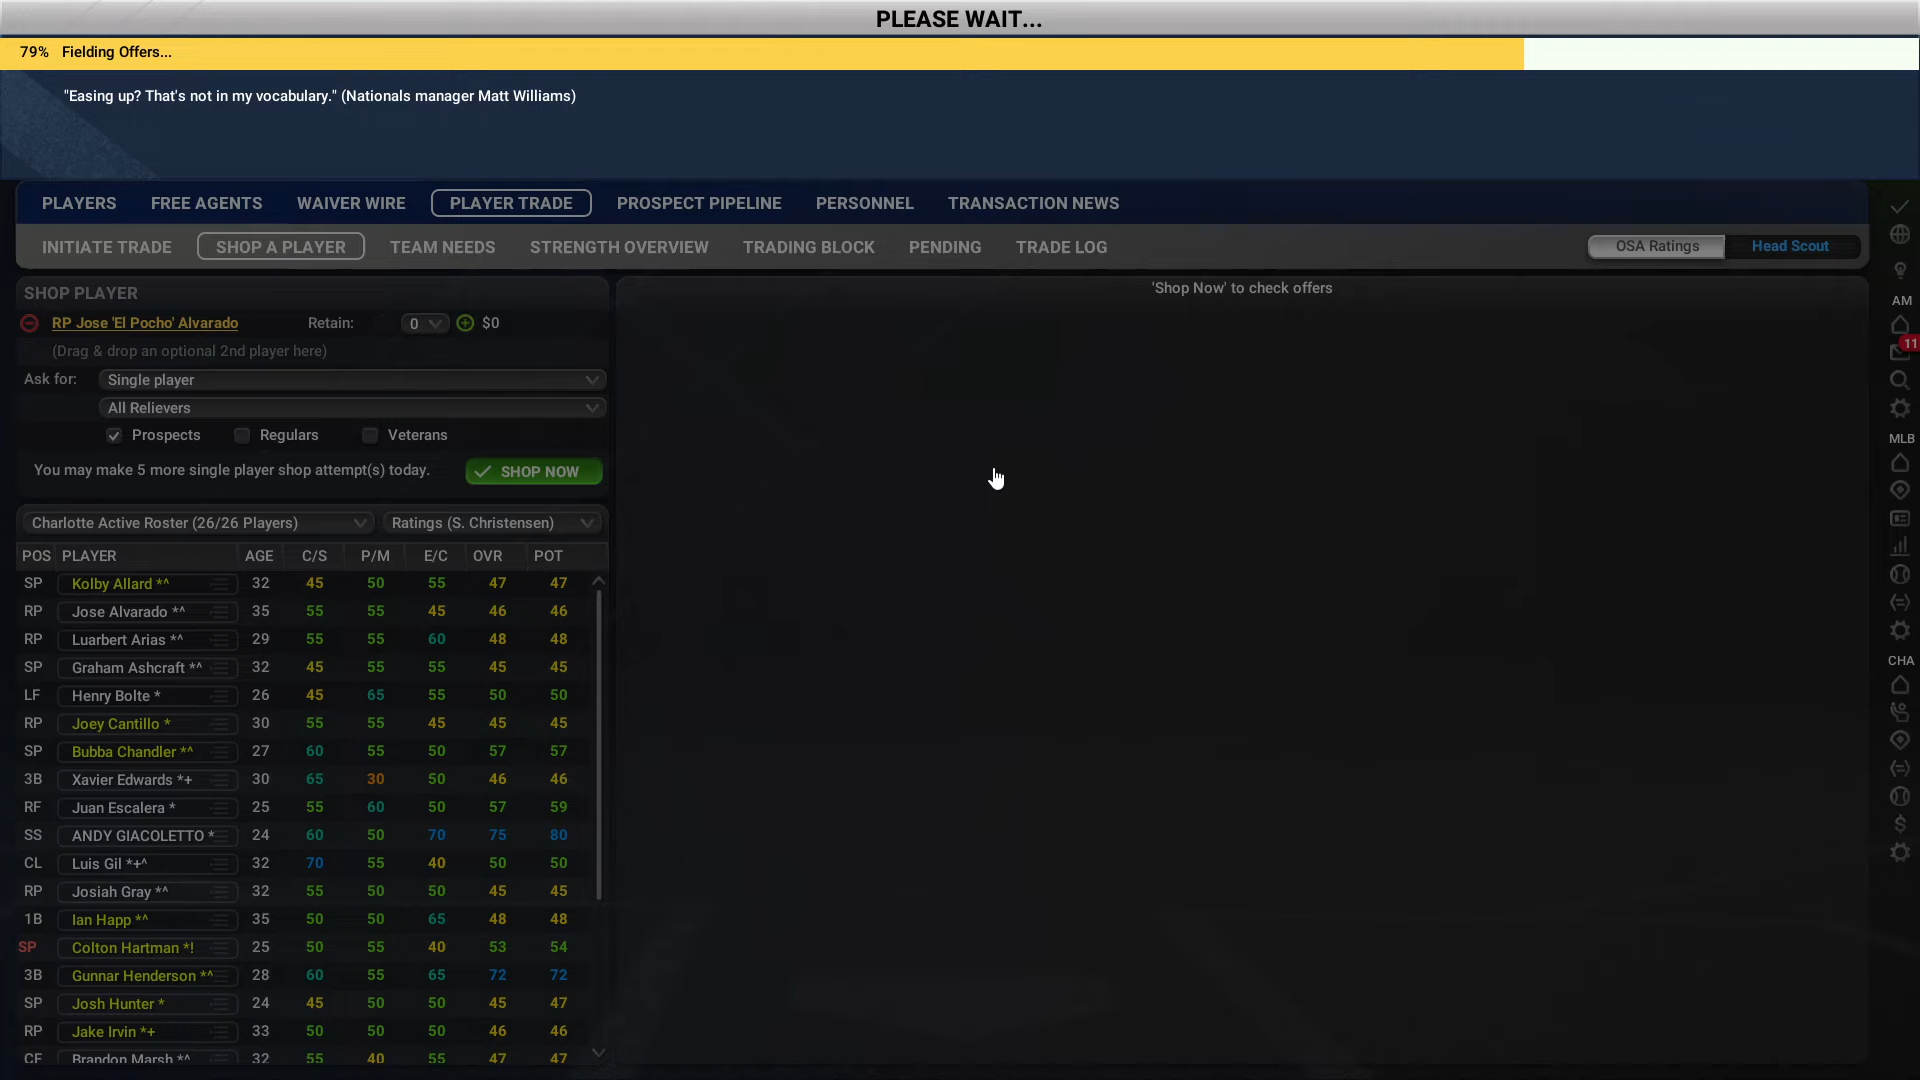 PLEASE WAIT...
79% Fielding Offers...
"Easing up? That's not in my vocabulary." (Nationals manager Matt Williams)
PLAYERS FREE AGENTS WAIVER WIRE PLAYER TRADE PROSPECT PIPELINE PERSONNEL TRANSACTION NEWS
INITIATE TRADE SHOP A PLAYER TEAM NEEDS STRENGTH OVERVIEW TRADING BLOCK PENDING TRADE LOG OSA Ratings Head Scout
SHOP PLAYER
'Shop Now' to check offers
RP Jose 'El Pocho' Alvarado Retain: 0 $0
(Drag & drop an optional 2nd player here)
Ask for: Single player
All Relievers
Prospects Regulars Veterans
You may make 5 more single player shop attempt(s) today. SHOP NOW
Charlotte Active Roster (26/26 Players) Ratings (S. Christensen)
POS PLAYER AGE C/S P/M E/C OVR POT
SP Kolby Allard *^ 32 45 50 55 47 47
RP Jose Alvarado *^ 35 55 55 45 46 46
RP Luarbert Arias *^ 29 55 55 60 48 48
SP Graham Ashcraft *^ 32 45 55 55 45 45
LF Henry Bolte * 26 45 65 55 50 50
RP Joey Cantillo * 30 55 55 45 45 45
SP Bubba Chandler *^ 27 60 55 50 57 57
3B Xavier Edwards *+ 30 65 30 50 46 46
RF Juan Escalera * 25 55 60 50 57 59
SS ANDY GIACOLETTO * 24 60 50 70 75 80
CL Luis Gil *+^ 32 70 55 40 50 50
RP Josiah Gray *^ 32 55 50 50 45 45
1B Ian Happ *^ 35 50 50 65 48 48
SP Colton Hartman *! 25 50 55 40 53 54
3B Gunnar Henderson *^ 28 60 55 65 72 72
SP Josh Hunter * 24 45 50 50 45 47
RP Jake Irvin *+ 33 50 50 50 46 46
CF Brandon Marsh *^ 32 55 40 55 47 47
AM
11
MLB
CHA
$